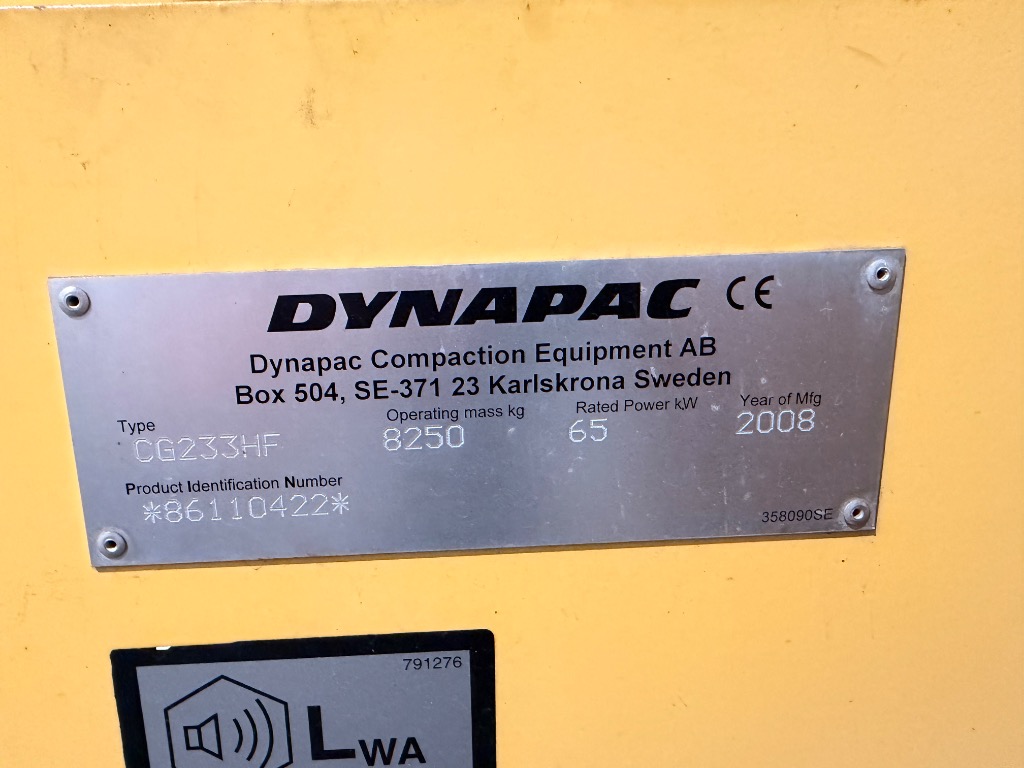 DYNAPAC CE
Dynapac Compaction Equipment AB
Box 504, SE-371 23 Karlskrona Sweden
Type Operating mass kg Rated Power kW Year of Mfg
CG233HF 8250 65 2008
Product Identification Number
*86110422*
358090SE
791276
LWA